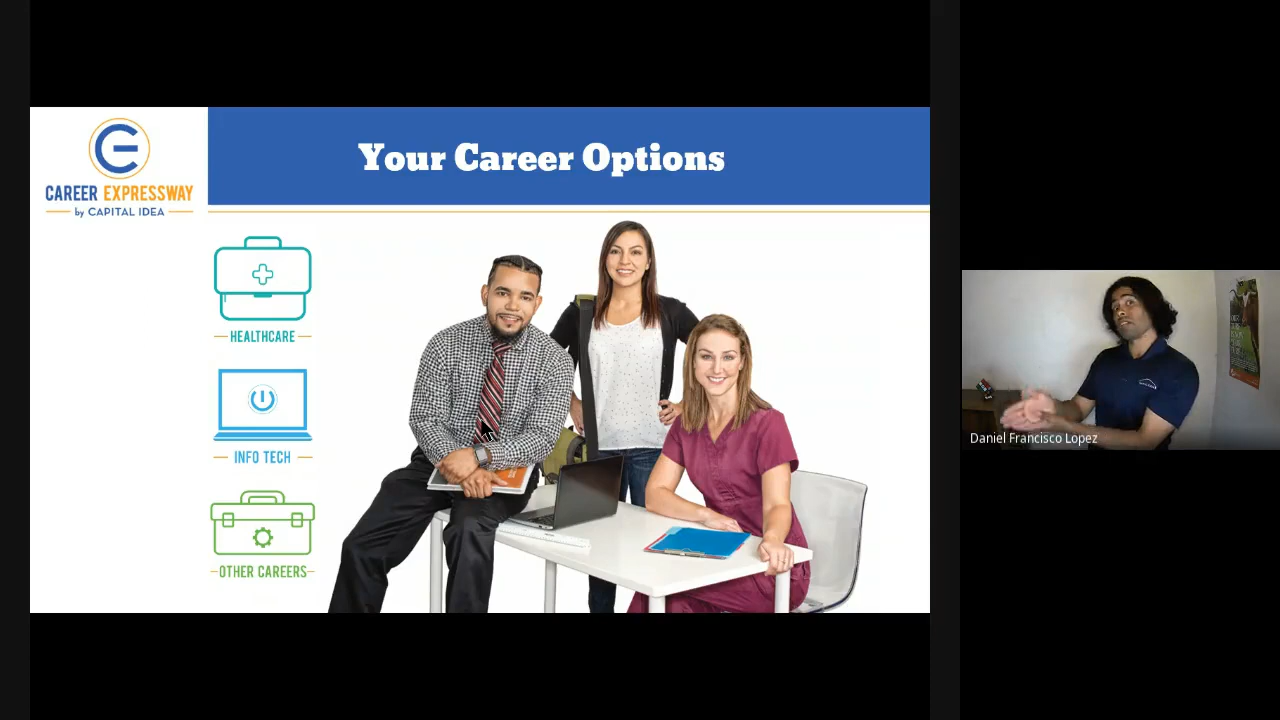 Your Career Options
CAREER EXPRESSWAY
by CAPITAL IDEA
HEALTHCARE
INFO TECH
OTHER CAREERS
Daniel Francisco Lopez